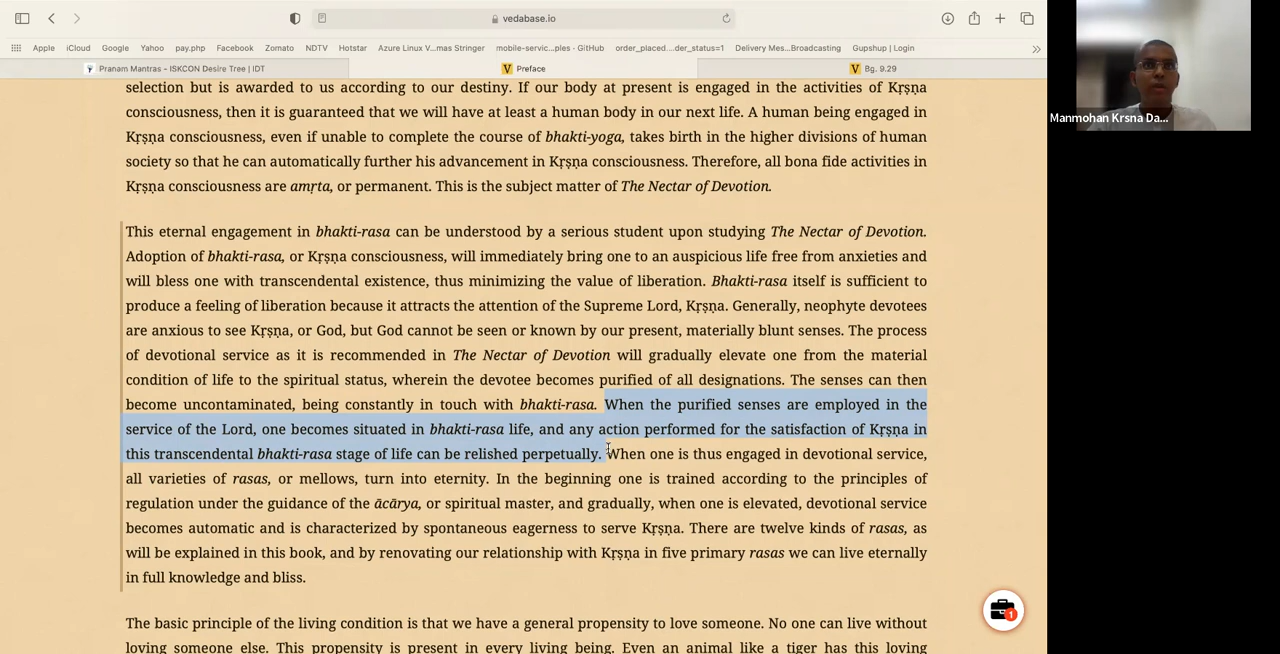 vedabase.io
Apple iCloud Google Yahoo pay.php Facebook Zomato NDTV Hotstar Azure Linux V...mas Stringer mobile-servic...ples · GitHub order_placed....der_status=1 Delivery Mes...Broadcasting Gupshup | Login
Pranam Mantras – ISKCON Desire Tree | IDT
V Preface
V Bg. 9.29
Manmohan Krsna Da...
selection but is awarded to us according to our destiny. If our body at present is engaged in the activities of Kṛṣṇa
consciousness, then it is guaranteed that we will have at least a human body in our next life. A human being engaged in
Kṛṣṇa consciousness, even if unable to complete the course of bhakti-yoga, takes birth in the higher divisions of human
society so that he can automatically further his advancement in Kṛṣṇa consciousness. Therefore, all bona fide activities in
Kṛṣṇa consciousness are amṛta, or permanent. This is the subject matter of The Nectar of Devotion.
This eternal engagement in bhakti-rasa can be understood by a serious student upon studying The Nectar of Devotion.
Adoption of bhakti-rasa, or Kṛṣṇa consciousness, will immediately bring one to an auspicious life free from anxieties and
will bless one with transcendental existence, thus minimizing the value of liberation. Bhakti-rasa itself is sufficient to
produce a feeling of liberation because it attracts the attention of the Supreme Lord, Kṛṣṇa. Generally, neophyte devotees
are anxious to see Kṛṣṇa, or God, but God cannot be seen or known by our present, materially blunt senses. The process
of devotional service as it is recommended in The Nectar of Devotion will gradually elevate one from the material
condition of life to the spiritual status, wherein the devotee becomes purified of all designations. The senses can then
become uncontaminated, being constantly in touch with bhakti-rasa. When the purified senses are employed in the
service of the Lord, one becomes situated in bhakti-rasa life, and any action performed for the satisfaction of Kṛṣṇa in
this transcendental bhakti-rasa stage of life can be relished perpetually. When one is thus engaged in devotional service,
all varieties of rasas, or mellows, turn into eternity. In the beginning one is trained according to the principles of
regulation under the guidance of the ācārya, or spiritual master, and gradually, when one is elevated, devotional service
becomes automatic and is characterized by spontaneous eagerness to serve Kṛṣṇa. There are twelve kinds of rasas, as
will be explained in this book, and by renovating our relationship with Kṛṣṇa in five primary rasas we can live eternally
in full knowledge and bliss.
1
The basic principle of the living condition is that we have a general propensity to love someone. No one can live without
loving someone else. This propensity is present in every living being. Even an animal like a tiger has this loving